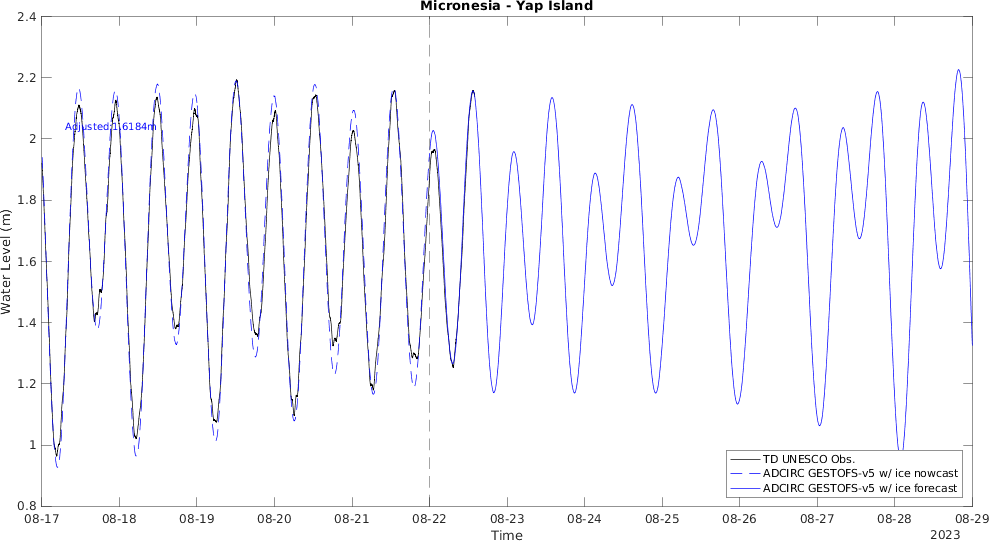 Micronesia - Yap Island
2.4
2.2
2
1.8
1.6
1.4
1.2
1
0.8
Water Level (m)
Adjusted:1.6184m
TD UNESCO Obs.
ADCIRC GESTOFS-v5 w/ ice nowcast
ADCIRC GESTOFS-v5 w/ ice forecast
08-17 08-18 08-19 08-20 08-21 08-22 08-23 08-24 08-25 08-26 08-27 08-28 08-29
Time
2023